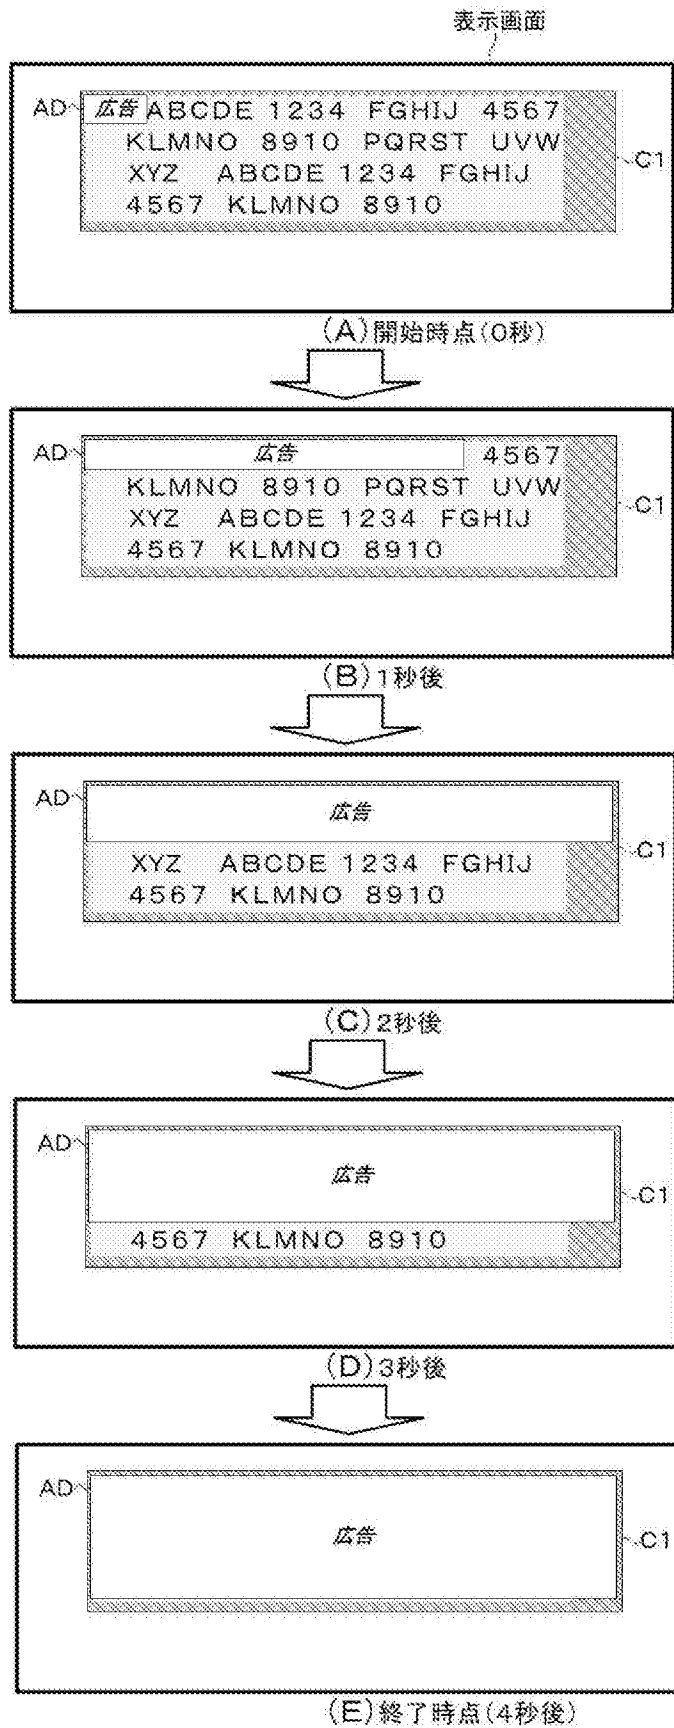 表示画面
AD 広告 ABCDE 1234 FGHIJ 4567
KLMNO 8910 PQRST UVW
XYZ ABCDE 1234 FGHIJ C1
4567 KLMNO 8910
(A)開始時点(0秒)
AD 広告 4567
KLMNO 8910 PQRST UVW
XYZ ABCDE 1234 FGHIJ C1
4567 KLMNO 8910
(B)1秒後
AD 広告
XYZ ABCDE 1234 FGHIJ C1
4567 KLMNO 8910
(C)2秒後
AD
広告
C1
4567 KLMNO 8910
(D)3秒後
AD
広告 C1
(E)終了時点(4秒後)